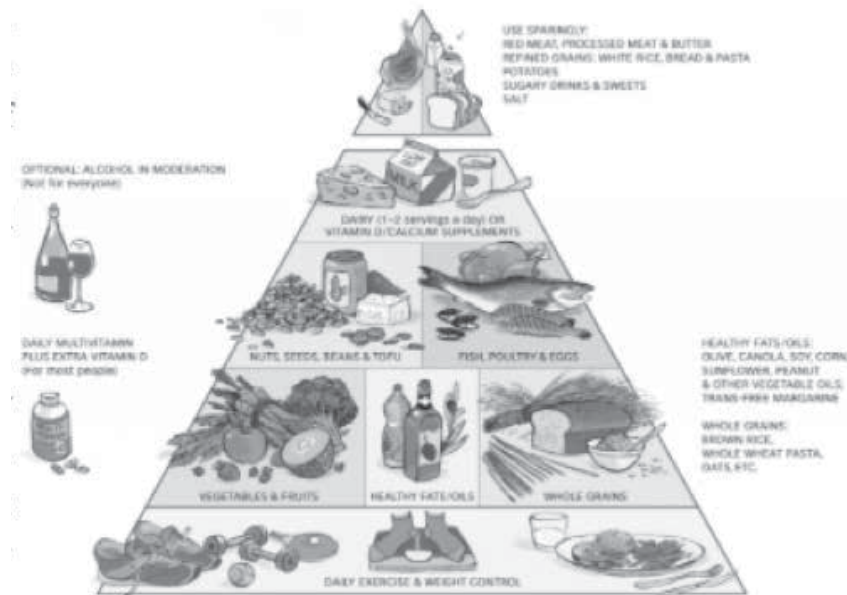 USE SPARINGLY:
RED MEAT, PROCESSED MEAT & BUTTER
REFINED GRAINS: WHITE RICE, BREAD & PASTA
POTATOES
SUGARY DRINKS & SWEETS
SALT
OPTIONAL: ALCOHOL IN MODERATION
(Not for everyone)
MILK
DAIRY (1–2 servings a day) OR
VITAMIN D/CALCIUM SUPPLEMENTS
DAILY MULTIVITAMIN
PLUS EXTRA VITAMIN D
(For most people)
NUTS, SEEDS, BEANS & TOFU
FISH, POULTRY & EGGS
HEALTHY FATS/OILS:
OLIVE, CANOLA, SOY, CORN,
SUNFLOWER, PEANUT
& OTHER VEGETABLE OILS;
TRANS-FREE MARGARINE
WHOLE GRAINS:
BROWN RICE,
WHOLE WHEAT PASTA,
OATS, ETC.
VEGETABLES & FRUITS
HEALTHY FATS/OILS
WHOLE GRAINS
DAILY EXERCISE & WEIGHT CONTROL